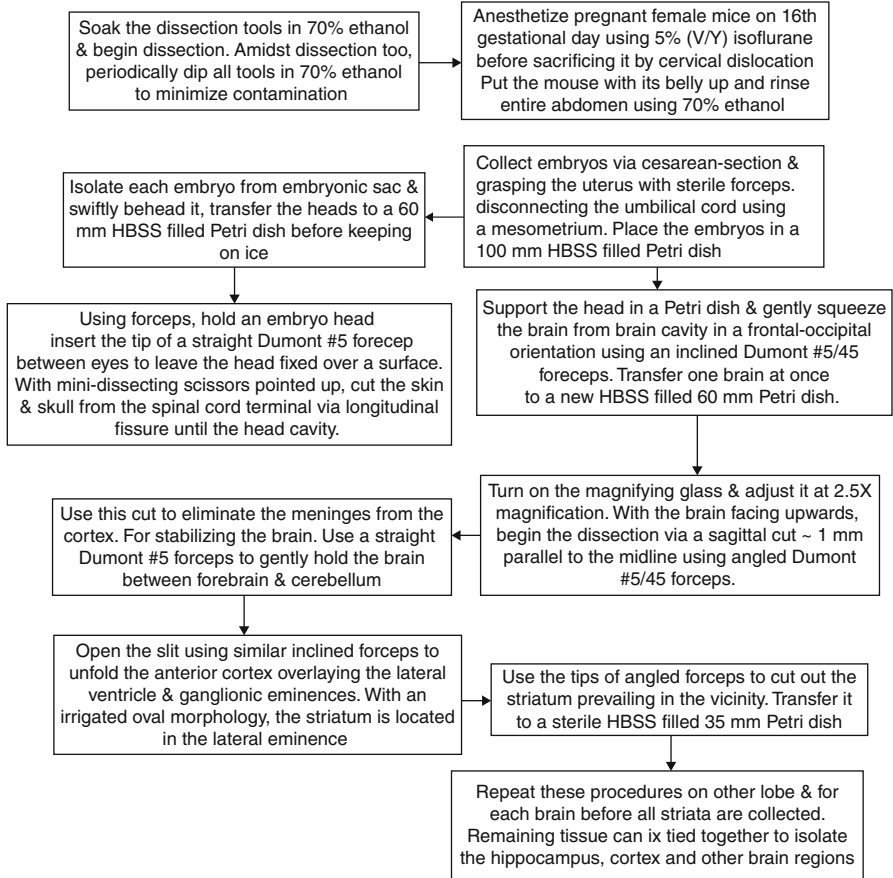 Soak the dissection tools in 70% ethanol
& begin dissection. Amidst dissection too,
periodically dip all tools in 70% ethanol
to minimize contamination
Anesthetize pregnant female mice on 16th
gestational day using 5% (V/Y) isoflurane
before sacrificing it by cervical dislocation
Put the mouse with its belly up and rinse
entire abdomen using 70% ethanol
Collect embryos via cesarean-section &
grasping the uterus with sterile forceps.
disconnecting the umbilical cord using
a mesometrium. Place the embryos in a
100 mm HBSS filled Petri dish
Isolate each embryo from embryonic sac &
swiftly behead it, transfer the heads to a 60
mm HBSS filled Petri dish before keeping
on ice
Using forceps, hold an embryo head
insert the tip of a straight Dumont #5 forecep
between eyes to leave the head fixed over a surface.
With mini-dissecting scissors pointed up, cut the skin
& skull from the spinal cord terminal via longitudinal
fissure until the head cavity.
Support the head in a Petri dish & gently squeeze
the brain from brain cavity in a frontal-occipital
orientation using an inclined Dumont #5/45
foreceps. Transfer one brain at once
to a new HBSS filled 60 mm Petri dish.
Turn on the magnifying glass & adjust it at 2.5X
magnification. With the brain facing upwards,
begin the dissection via a sagittal cut ~ 1 mm
parallel to the midline using angled Dumont
#5/45 forceps.
Use this cut to eliminate the meninges from the
cortex. For stabilizing the brain. Use a straight
Dumont #5 forceps to gently hold the brain
between forebrain & cerebellum
Open the slit using similar inclined forceps to
unfold the anterior cortex overlaying the lateral
ventricle & ganglionic eminences. With an
irrigated oval morphology, the striatum is located
in the lateral eminence
Use the tips of angled forceps to cut out the
striatum prevailing in the vicinity. Transfer it
to a sterile HBSS filled 35 mm Petri dish
Repeat these procedures on other lobe & for
each brain before all striata are collected.
Remaining tissue can ix tied together to isolate
the hippocampus, cortex and other brain regions